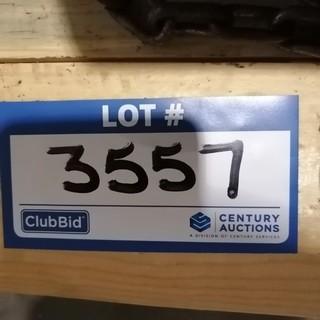 LOT #
3557
ClubBid
CENTURY
AUCTIONS
A DIVISION OF CENTURY SERVICES